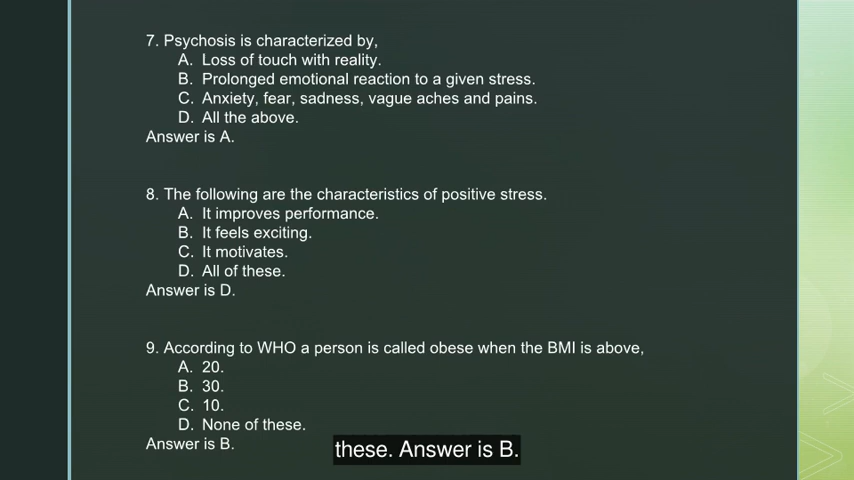 7. Psychosis is characterized by,
A. Loss of touch with reality.
B. Prolonged emotional reaction to a given stress.
C. Anxiety, fear, sadness, vague aches and pains.
D. All the above.
Answer is A.
8. The following are the characteristics of positive stress.
A. It improves performance.
B. It feels exciting.
C. It motivates.
D. All of these.
Answer is D.
9. According to WHO a person is called obese when the BMI is above,
A. 20.
B. 30.
C. 10.
D. None of these.
Answer is B.
these. Answer is B.